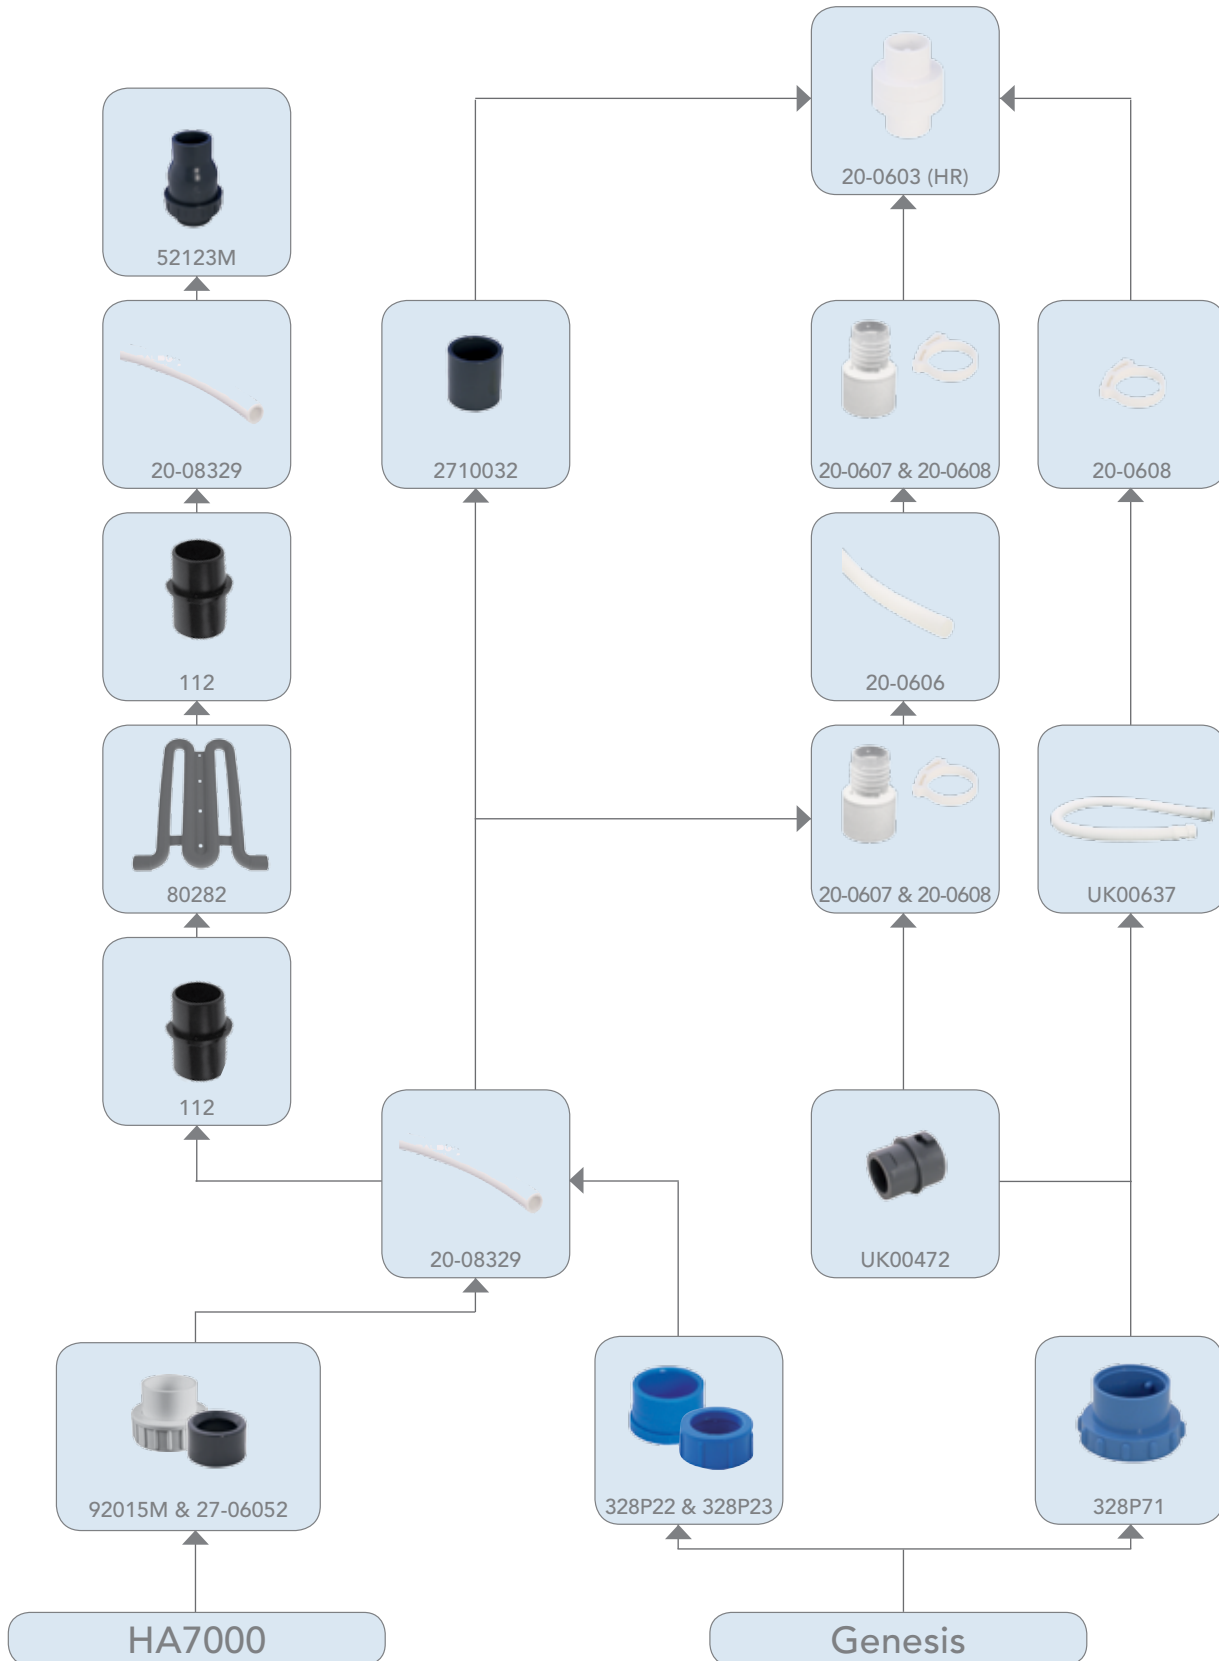 20-0603 (HR)
52123M
20-08329
2710032
20-0607 & 20-0608
20-0608
112
20-0606
80282
20-0607 & 20-0608
UK00637
112
20-08329
UK00472
92015M & 27-06052
328P22 & 328P23
328P71
HA7000
Genesis